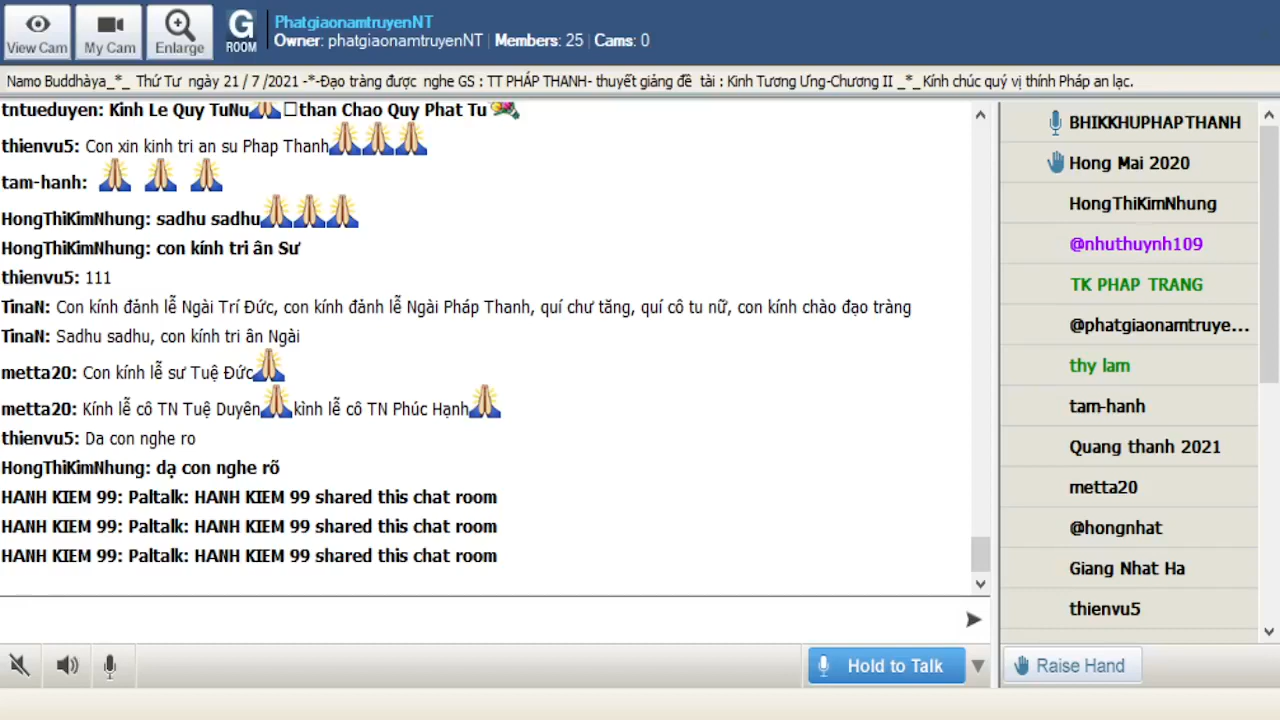 View Cam
My Cam
Enlarge
G
ROOM
PhatgiaonamtruyenNT
Owner: phatgiaonamtruyenNT | Members: 25 | Cams: 0
Namo Buddhàya_*_ Thứ Tư ngày 21 / 7 /2021 -*-Đạo tràng được nghe GS : TT PHÁP THANH- thuyết giảng đề tài : Kinh Tương Ưng-Chương II _*_Kính chúc quý vị thính Pháp an lạc.
tntueduyen: Kính Le Quy TuNu🙏than Chao Quy Phat Tu💐
thienvu5: Con xin kinh tri an su Phap Thanh🙏🙏🙏
tam-hanh: 🙏 🙏 🙏
HongThiKimNhung: sadhu sadhu🙏🙏🙏
HongThiKimNhung: con kính tri ân Sư
thienvu5: 111
TinaN: Con kính đảnh lễ Ngài Trí Đức, con kính đảnh lễ Ngài Pháp Thanh, quí chư tăng, quí cô tu nữ, con kính chào đạo tràng
TinaN: Sadhu sadhu, con kính tri ân Ngài
metta20: Con kính lễ sư Tuệ Đức🙏
metta20: Kính lễ cô TN Tuệ Duyên🙏kình lễ cô TN Phúc Hạnh🙏
thienvu5: Da con nghe ro
HongThiKimNhung: dạ con nghe rõ
HANH KIEM 99: Paltalk: HANH KIEM 99 shared this chat room
HANH KIEM 99: Paltalk: HANH KIEM 99 shared this chat room
HANH KIEM 99: Paltalk: HANH KIEM 99 shared this chat room
Hold to Talk
BHIKKHUPHAPTHANH
Hong Mai 2020
HongThiKimNhung
@nhuthuynh109
TK PHAP TRANG
@phatgiaonamtruye...
thy lam
tam-hanh
Quang thanh 2021
metta20
@hongnhat
Giang Nhat Ha
thienvu5
Raise Hand